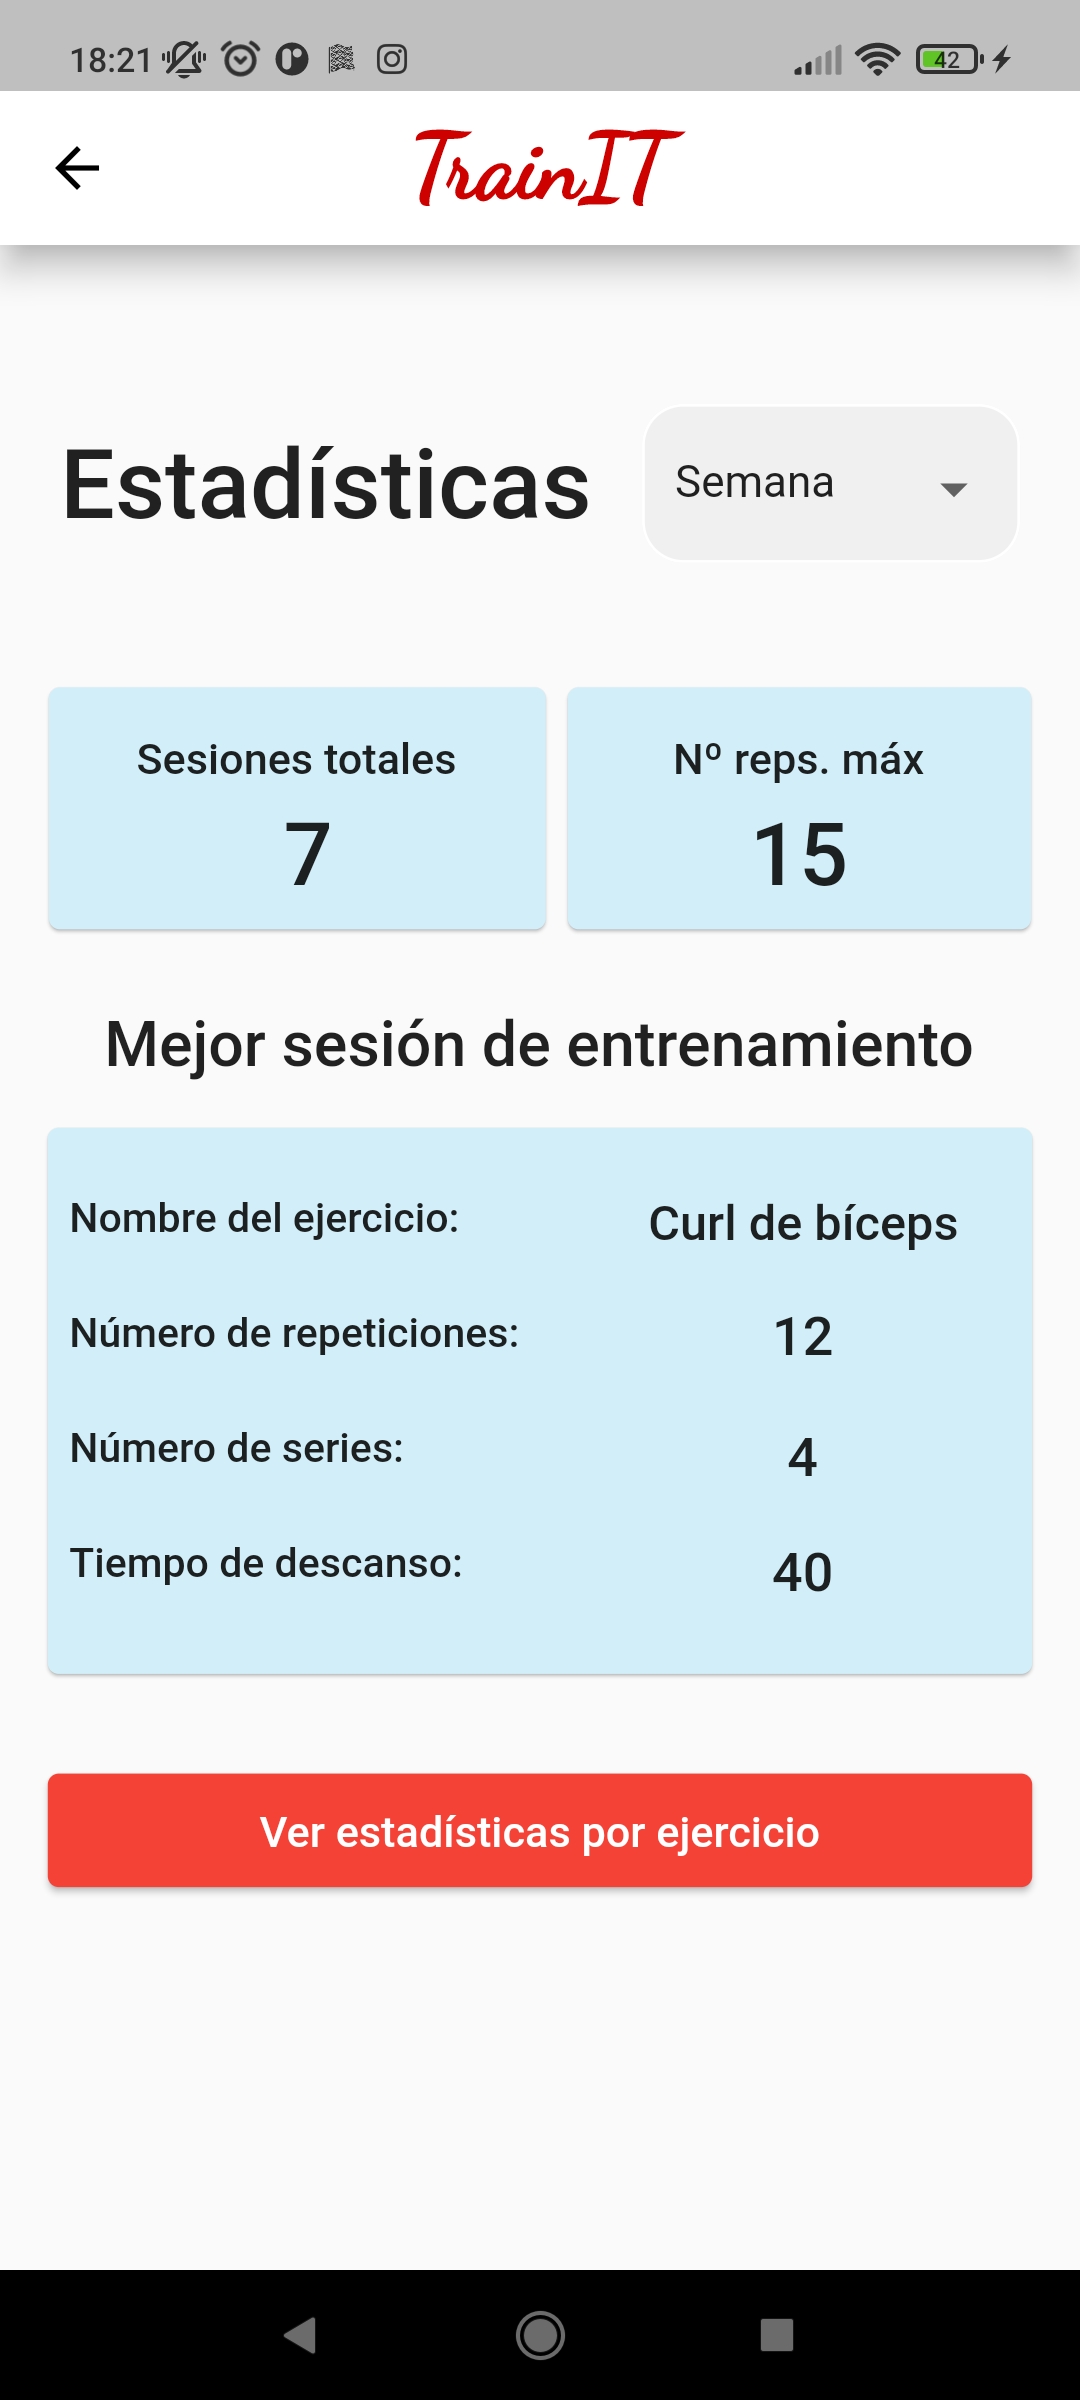 18:21
42
TrainIT
Estadísticas
Semana
Sesiones totales
7
Nº reps. máx
15
Mejor sesión de entrenamiento
Nombre del ejercicio: Curl de bíceps
Número de repeticiones: 12
Número de series: 4
Tiempo de descanso: 40
Ver estadísticas por ejercicio